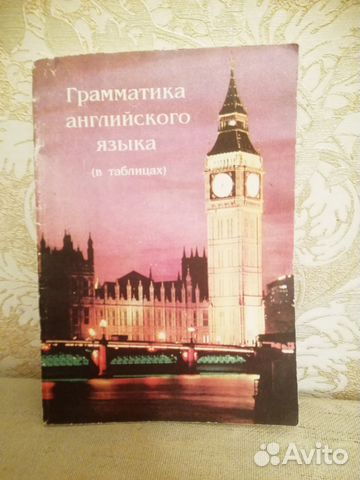 Грамматика
английского
языка
(в таблицах)
Avito